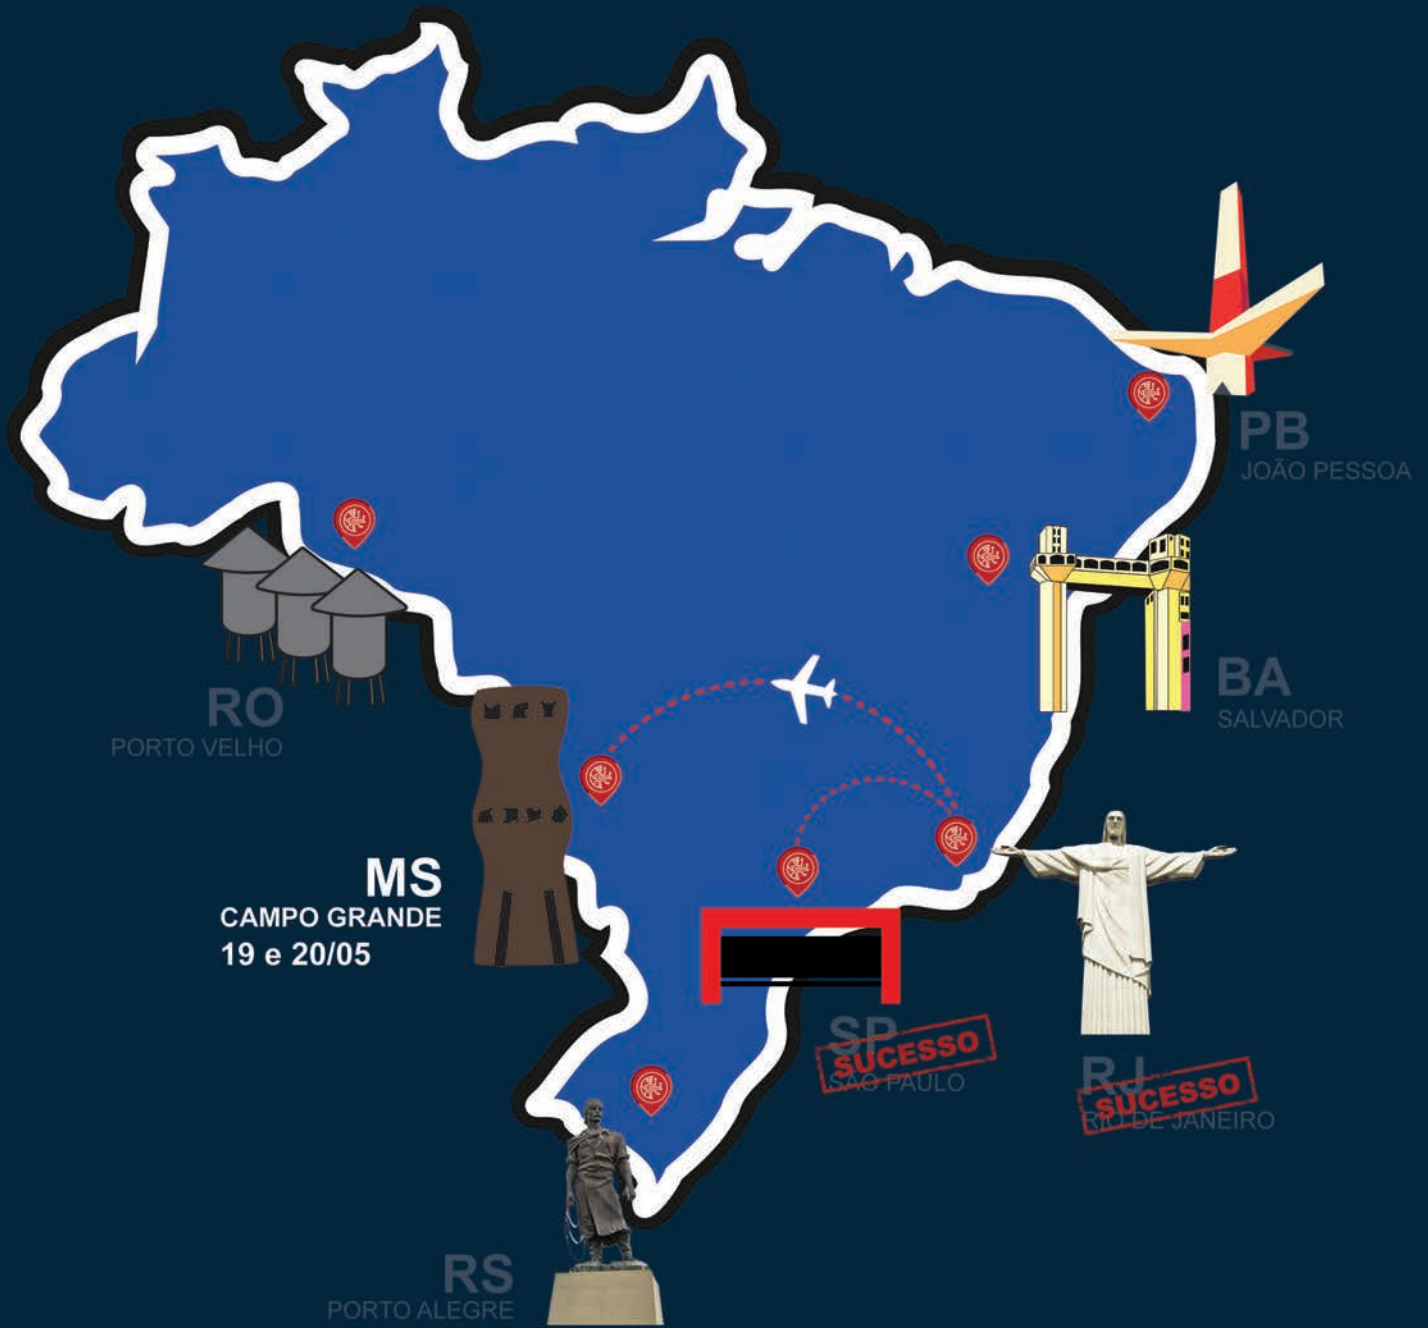 PB
JOÃO PESSOA
BA
SALVADOR
RO
PORTO VELHO
MS
CAMPO GRANDE
19 e 20/05
SP
SUCESSO
SÃO PAULO
RJ
SUCESSO
RIO DE JANEIRO
RS
PORTO ALEGRE